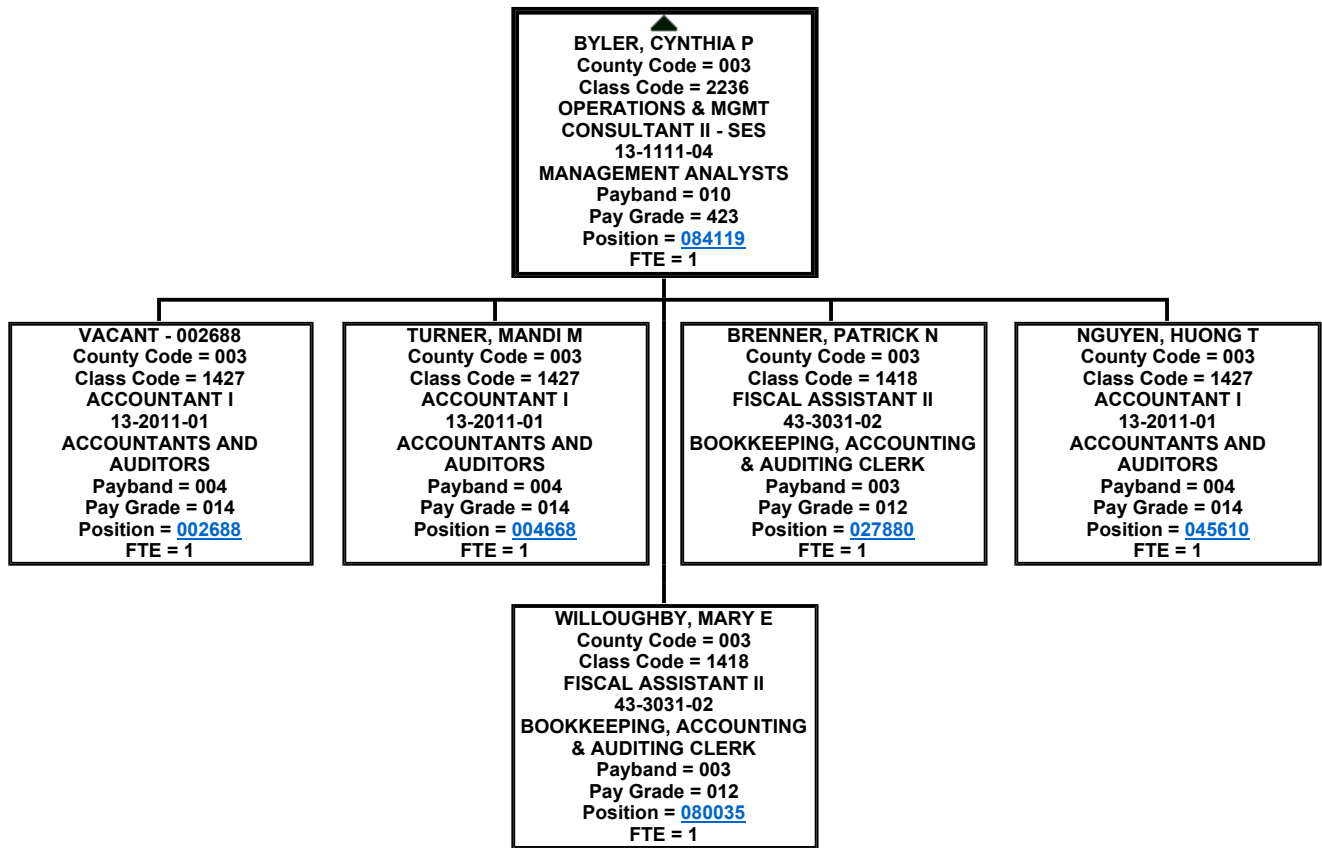 BYLER, CYNTHIA P
County Code = 003
Class Code = 2236
OPERATIONS & MGMT
CONSULTANT II - SES
13-1111-04
MANAGEMENT ANALYSTS
Payband = 010
Pay Grade = 423
Position = 084119
FTE = 1
VACANT - 002688
County Code = 003
Class Code = 1427
ACCOUNTANT I
13-2011-01
ACCOUNTANTS AND
AUDITORS
Payband = 004
Pay Grade = 014
Position = 002688
FTE = 1
TURNER, MANDI M
County Code = 003
Class Code = 1427
ACCOUNTANT I
13-2011-01
ACCOUNTANTS AND
AUDITORS
Payband = 004
Pay Grade = 014
Position = 004668
FTE = 1
BRENNER, PATRICK N
County Code = 003
Class Code = 1418
FISCAL ASSISTANT II
43-3031-02
BOOKKEEPING, ACCOUNTING
& AUDITING CLERK
Payband = 003
Pay Grade = 012
Position = 027880
FTE = 1
NGUYEN, HUONG T
County Code = 003
Class Code = 1427
ACCOUNTANT I
13-2011-01
ACCOUNTANTS AND
AUDITORS
Payband = 004
Pay Grade = 014
Position = 045610
FTE = 1
WILLOUGHBY, MARY E
County Code = 003
Class Code = 1418
FISCAL ASSISTANT II
43-3031-02
BOOKKEEPING, ACCOUNTING
& AUDITING CLERK
Payband = 003
Pay Grade = 012
Position = 080035
FTE = 1